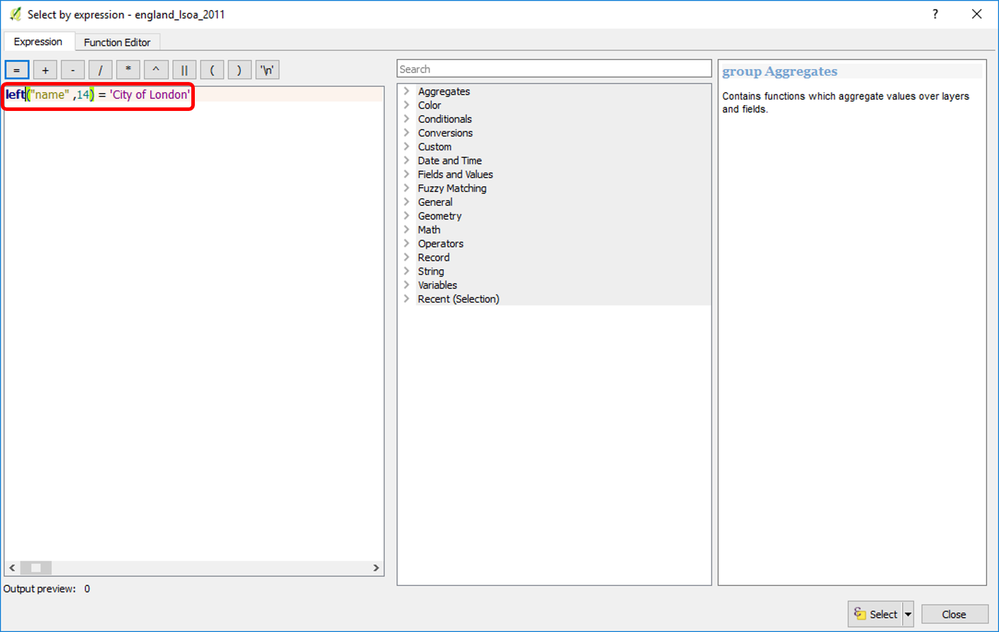 Select by expression - england_lsoa_2011
?
Expression
Function Editor
= + - / * ^ || ( ) '\n'
left("name" ,14) = 'City of London'
Output preview: 0
Search
Aggregates
Color
Conditionals
Conversions
Custom
Date and Time
Fields and Values
Fuzzy Matching
General
Geometry
Math
Operators
Record
String
Variables
Recent (Selection)
group Aggregates
Contains functions which aggregate values over layers
and fields.
Select
Close